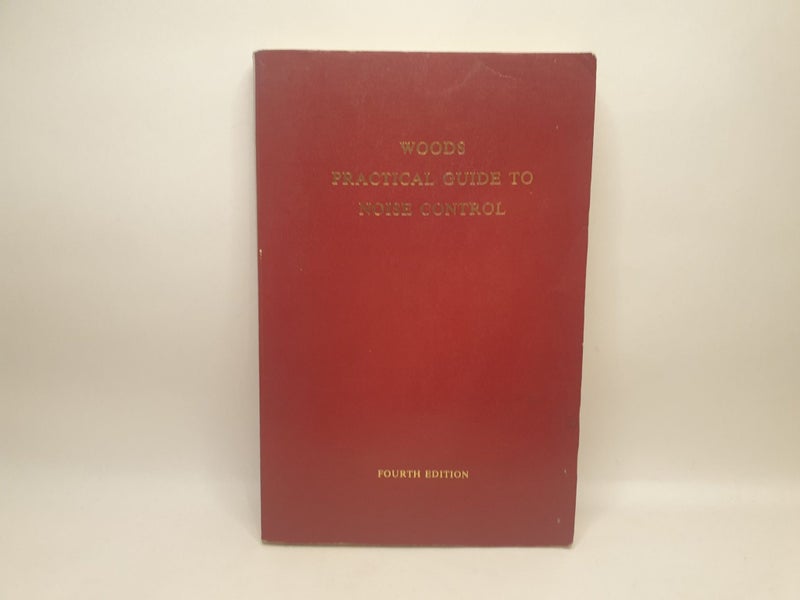 WOODS
PRACTICAL GUIDE TO
NOISE CONTROL
FOURTH EDITION